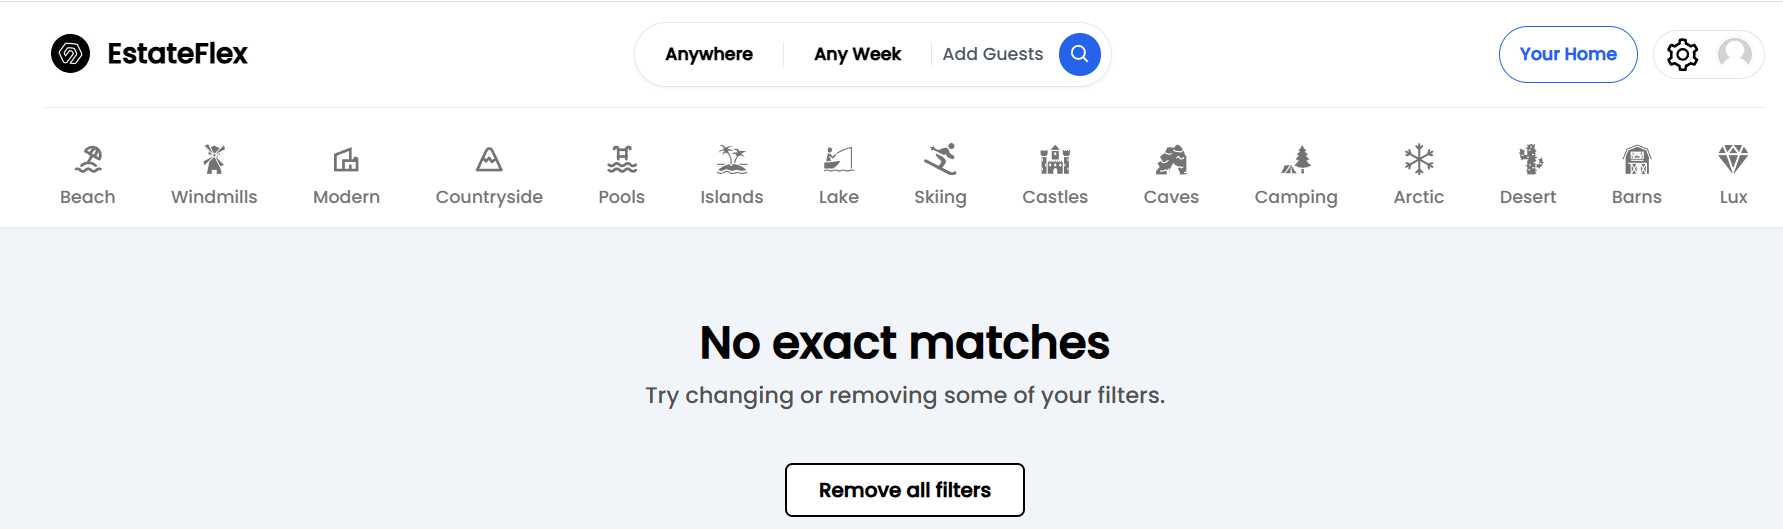 EstateFlex
Anywhere Any Week Add Guests
Your Home
Beach Windmills Modern Countryside Pools Islands Lake Skiing Castles Caves Camping Arctic Desert Barns Lux
No exact matches
Try changing or removing some of your filters.
Remove all filters